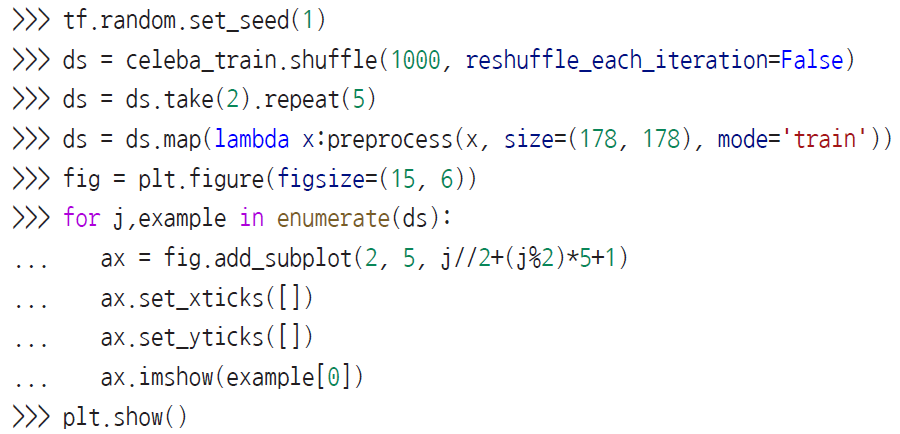 >>> tf.random.set_seed(1)
>>> ds = celeba_train.shuffle(1000, reshuffle_each_iteration=False)
>>> ds = ds.take(2).repeat(5)
>>> ds = ds.map(lambda x:preprocess(x, size=(178, 178), mode='train'))
>>> fig = plt.figure(figsize=(15, 6))
>>> for j,example in enumerate(ds):
...    ax = fig.add_subplot(2, 5, j//2+(j%2)*5+1)
...    ax.set_xticks([])
...    ax.set_yticks([])
...    ax.imshow(example[0])
>>> plt.show()